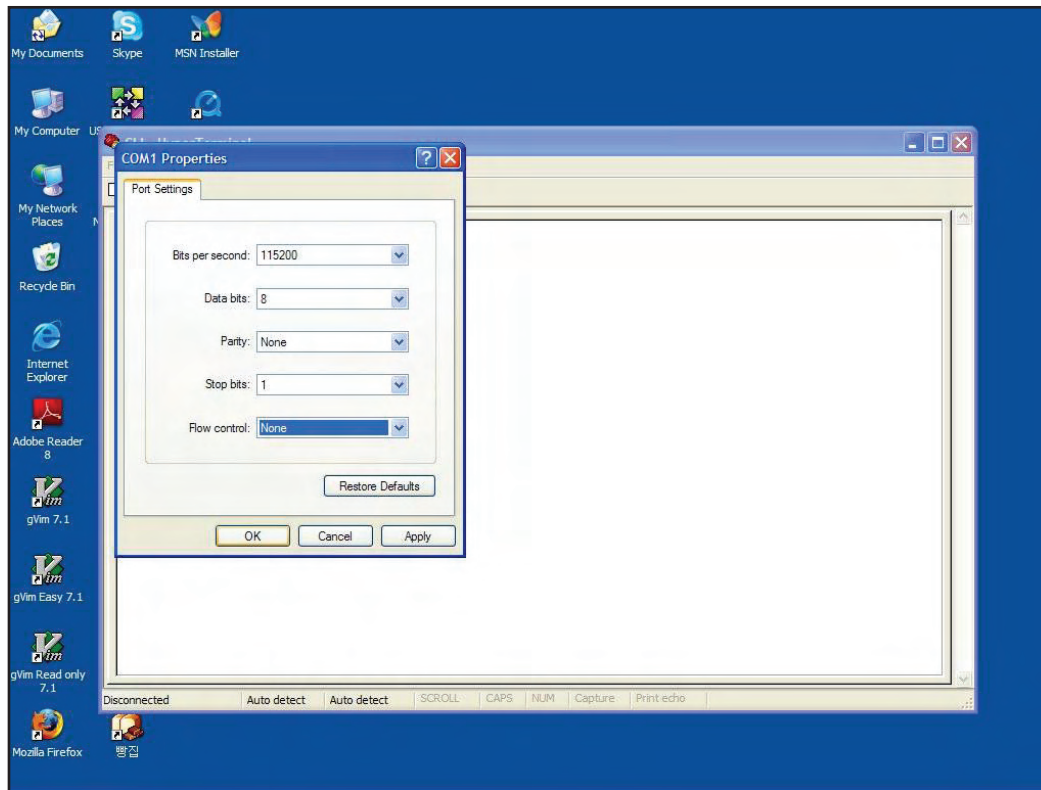 My Documents
Skype
MSN Installer
My Computer
COM1 Properties
Port Settings
My Network
Places
Bits per second: 115200
Data bits: 8
Recycle Bin
Parity: None
Internet
Explorer
Stop bits: 1
Flow control: None
Adobe Reader
8
Restore Defaults
gVim 7.1
OK
Cancel
Apply
gVim Easy 7.1
gVim Read only
7.1
Disconnected
Auto detect
Auto detect
SCROLL
CAPS
NUM
Capture
Print echo
Mozilla Firefox
빵집